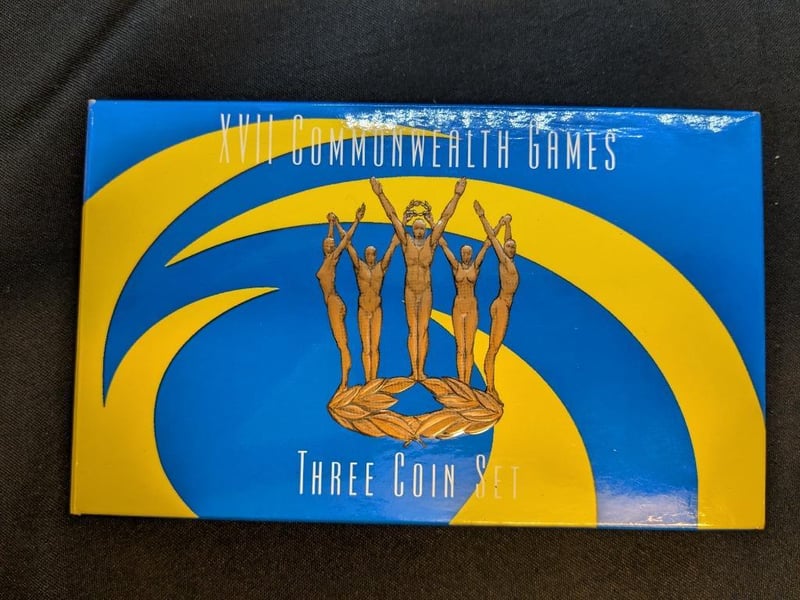 XVII COMMONWEALTH GAMES
THREE COIN SET